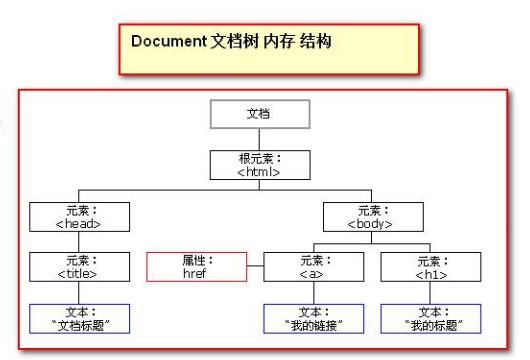 Document 文档树 内存 结构
文档
根元素：
<html>
元素：
<head>
元素：
<body>
元素：
<title>
属性：
href
元素：
<a>
元素：
<h1>
文本：
“文档标题”
文本：
“我的链接”
文本：
“我的标题”